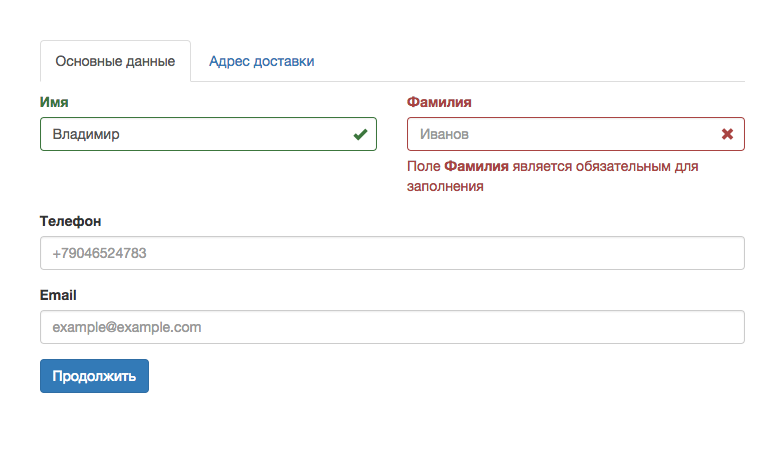 Основные данные Адрес доставки
Имя Фамилия
Владимир Иванов
Поле Фамилия является обязательным для
заполнения
Телефон
+79046524783
Email
example@example.com
Продолжить